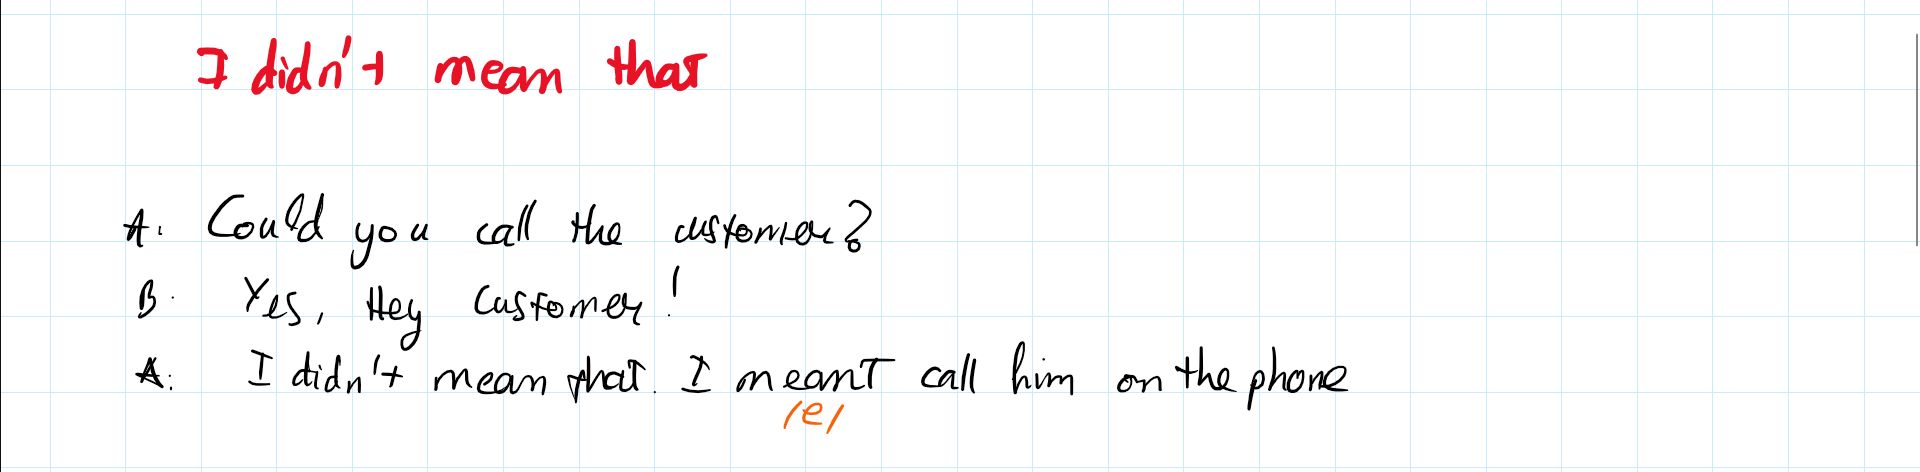 I didn't mean that
A: Could you call the customer?
B: Yes, Hey Customer!
A: I didn't mean that. I meant call him on the phone
/e/